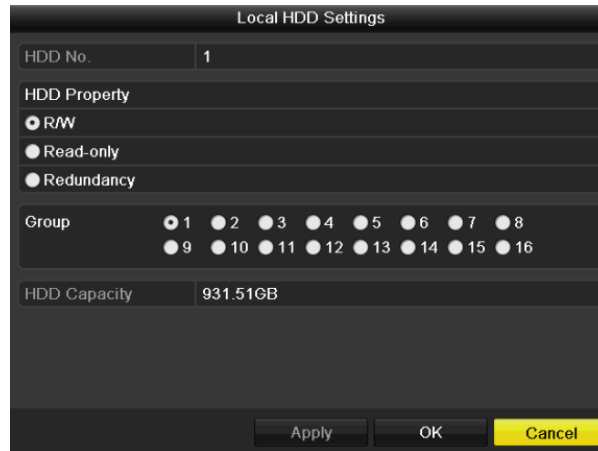 Local HDD Settings
HDD No. 1
HDD Property
R/W
Read-only
Redundancy
Group 1 2 3 4 5 6 7 8
9 10 11 12 13 14 15 16
HDD Capacity 931.51GB
Apply OK Cancel